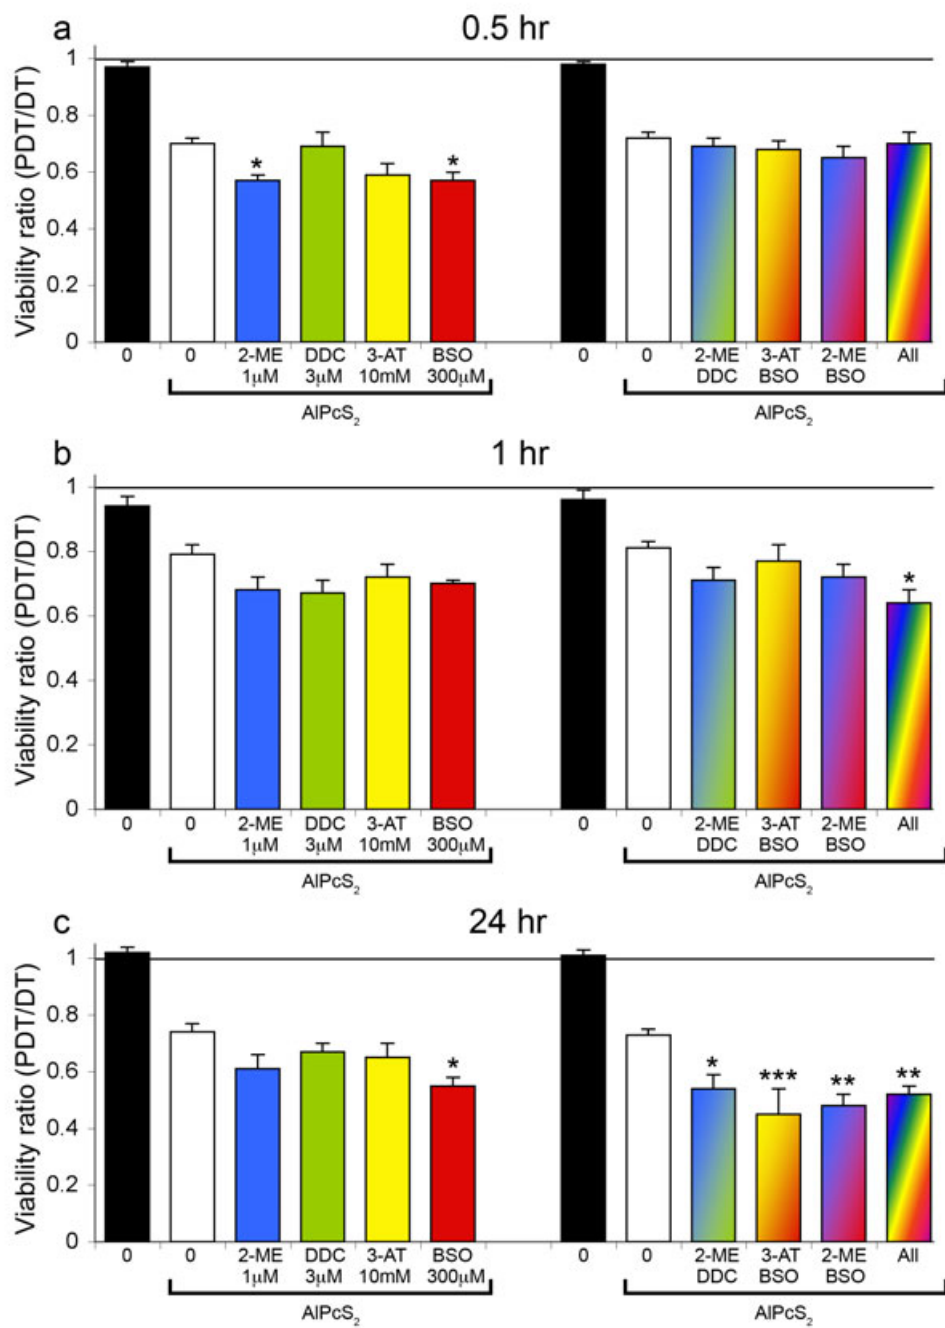 a
0.5 hr
Viability ratio (PDT/DT)
1
0.8
0.6
0.4
0.2
0
* *
0 0 2-ME DDC 3-AT BSO 0 0 2-ME 3-AT 2-ME All
1µM 3µM 10mM 300µM DDC BSO BSO
AlPcS₂ AlPcS₂
b
1 hr
Viability ratio (PDT/DT)
1
0.8
0.6
0.4
0.2
0
*
0 0 2-ME DDC 3-AT BSO 0 0 2-ME 3-AT 2-ME All
1µM 3µM 10mM 300µM DDC BSO BSO
AlPcS₂ AlPcS₂
c
24 hr
Viability ratio (PDT/DT)
1
0.8
0.6
0.4
0.2
0
* * *** ** **
0 0 2-ME DDC 3-AT BSO 0 0 2-ME 3-AT 2-ME All
1µM 3µM 10mM 300µM DDC BSO BSO
AlPcS₂ AlPcS₂